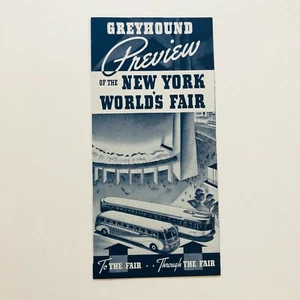 GREYHOUND
Preview
OF THE NEW YORK
WORLD'S FAIR
To THE FAIR . . Through THE FAIR